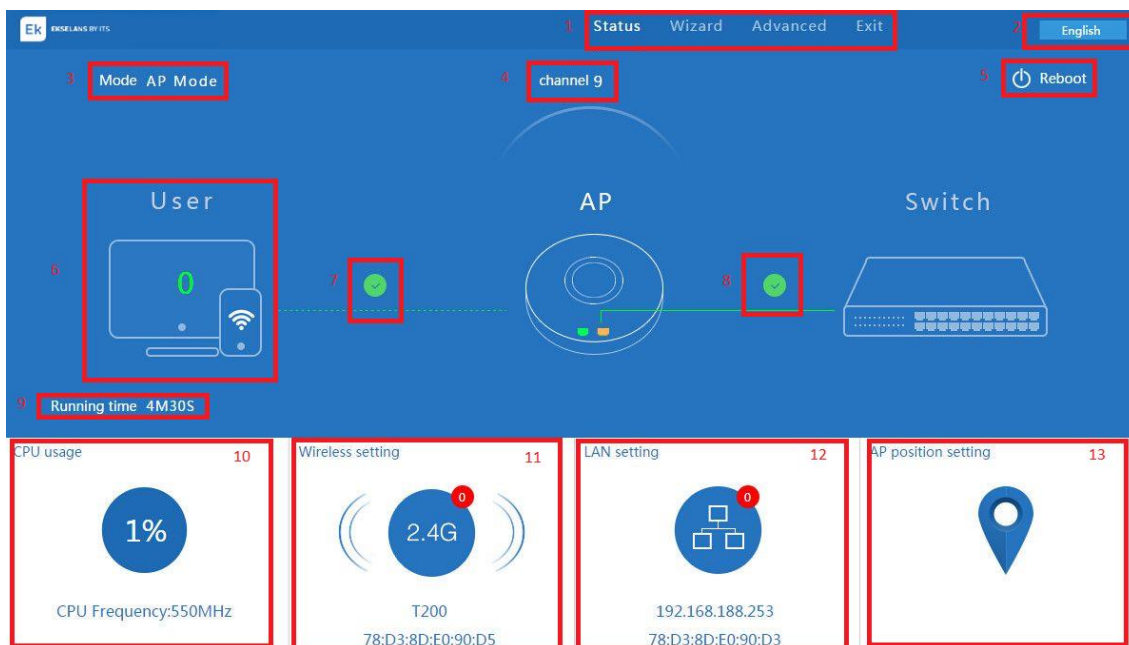 Ek EKSELANS BY ITS 1 Status Wizard Advanced Exit 2 English
3 Mode AP Mode 4 channel 9 5 Reboot
User AP Switch
6 0 7 8
9 Running time 4M30S
CPU usage 10 Wireless setting 11 LAN setting 12 AP position setting 13
0 0
1% 2.4G
CPU Frequency:550MHz T200 192.168.188.253
78:D3:8D:E0:90:D5 78:D3:8D:E0:90:D3